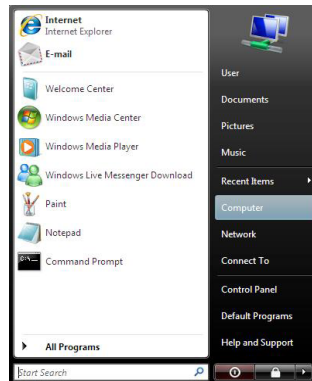 Internet
Internet Explorer
E-mail
Welcome Center
Windows Media Center
Windows Media Player
Windows Live Messenger Download
Paint
Notepad
Command Prompt
All Programs
Start Search
User
Documents
Pictures
Music
Recent Items
Computer
Network
Connect To
Control Panel
Default Programs
Help and Support